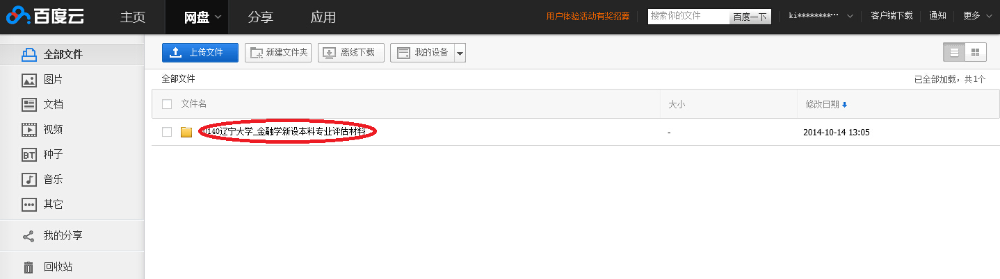 百度云 主页 网盘 分享 应用 用户体验活动有奖招募 搜索你的文件 百度一下 ki********… 客户端下载 通知 更多
全部文件
图片
文档
视频
BT 种子
音乐
其它
我的分享
回收站
上传文件 新建文件夹 离线下载 我的设备
全部文件 已全部加载，共1个
文件名 大小 修改日期
0140辽宁大学_金融学新设本科专业评估材料 - 2014-10-14 13:05